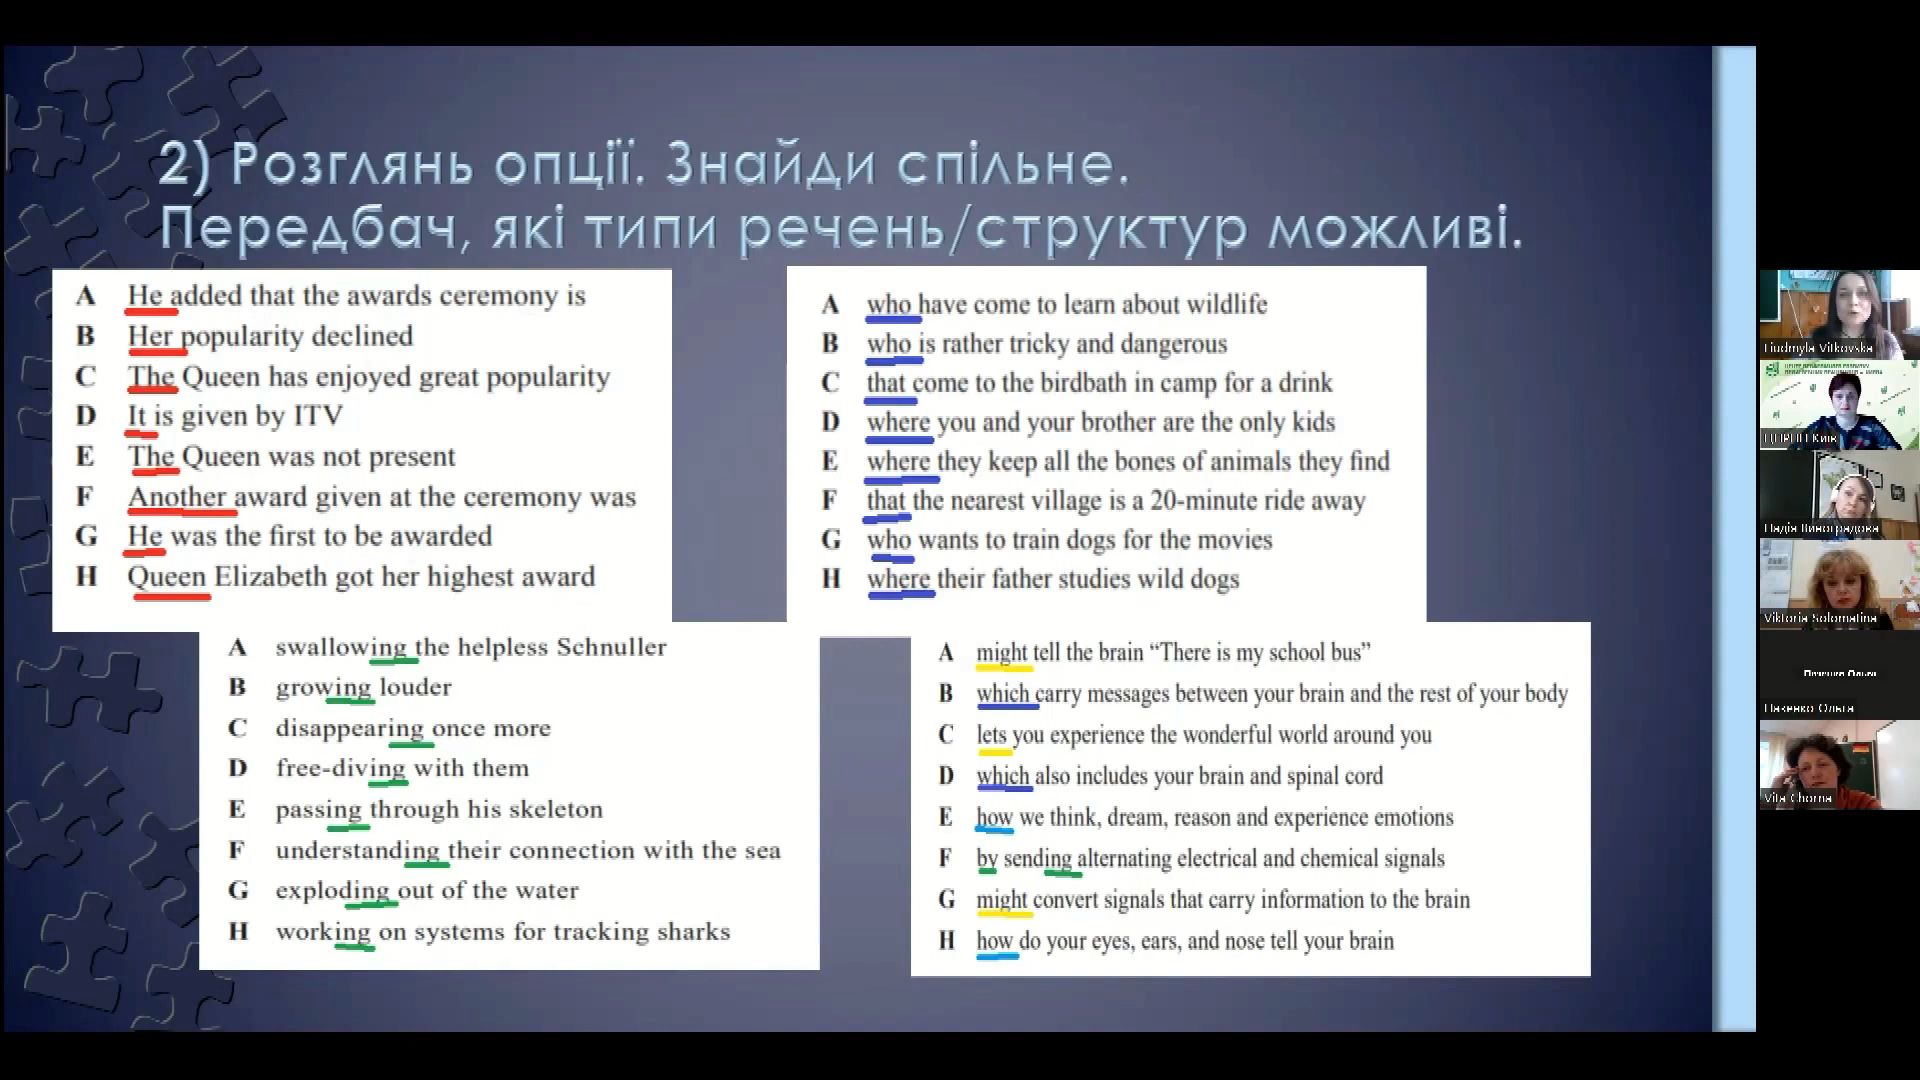 2) Розглянь опції. Знайди спільне.
Передбач, які типи речень/структур можливі.
A He added that the awards ceremony is
B Her popularity declined
C The Queen has enjoyed great popularity
D It is given by ITV
E The Queen was not present
F Another award given at the ceremony was
G He was the first to be awarded
H Queen Elizabeth got her highest award
A who have come to learn about wildlife
B who is rather tricky and dangerous
C that come to the birdbath in camp for a drink
D where you and your brother are the only kids
E where they keep all the bones of animals they find
F that the nearest village is a 20-minute ride away
G who wants to train dogs for the movies
H where their father studies wild dogs
A swallowing the helpless Schnuller
B growing louder
C disappearing once more
D free-diving with them
E passing through his skeleton
F understanding their connection with the sea
G exploding out of the water
H working on systems for tracking sharks
A might tell the brain “There is my school bus”
B which carry messages between your brain and the rest of your body
C lets you experience the wonderful world around you
D which also includes your brain and spinal cord
E how we think, dream, reason and experience emotions
F by sending alternating electrical and chemical signals
G might convert signals that carry information to the brain
H how do your eyes, ears, and nose tell your brain
Liudmyla Vitkovska
Надія Виноградова
Viktoria Solomatina
Vita Chorna